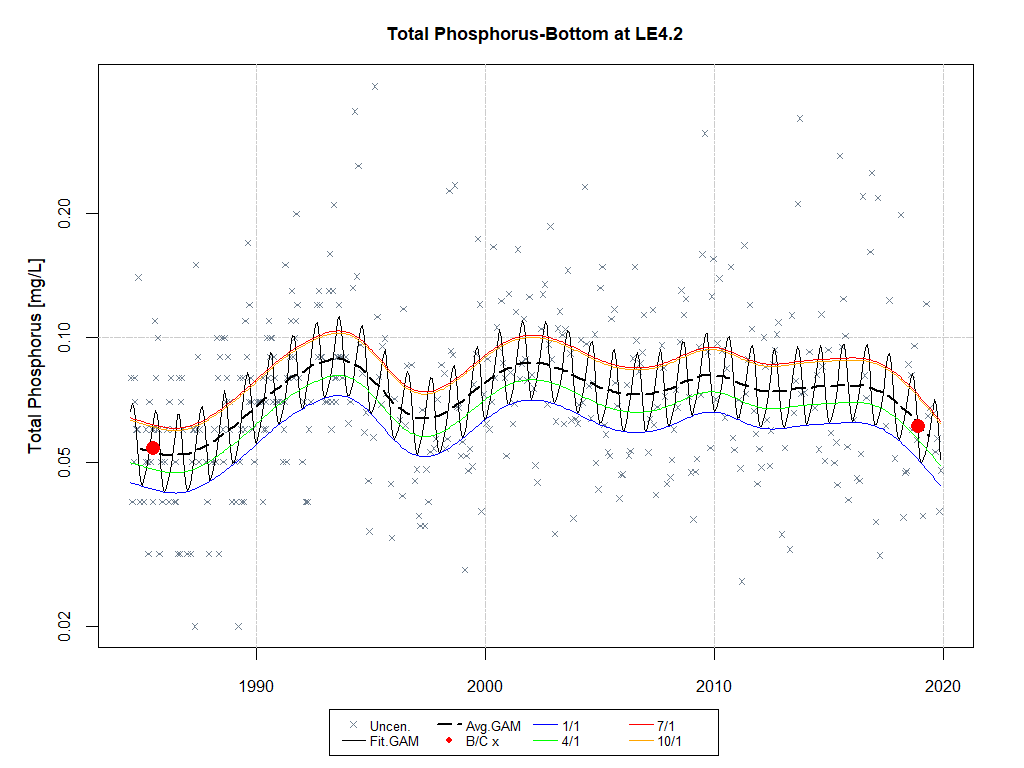 Total Phosphorus-Bottom at LE4.2
Total Phosphorus [mg/L]
0.20
0.10
0.05
0.02
1990 2000 2010 2020
Uncen. Avg.GAM 1/1 7/1
Fit.GAM B/C x 4/1 10/1